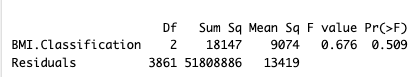 Df Sum Sq Mean Sq F value Pr(>F)
BMI.Classification 2 18147 9074 0.676 0.509
Residuals 3861 51808886 13419